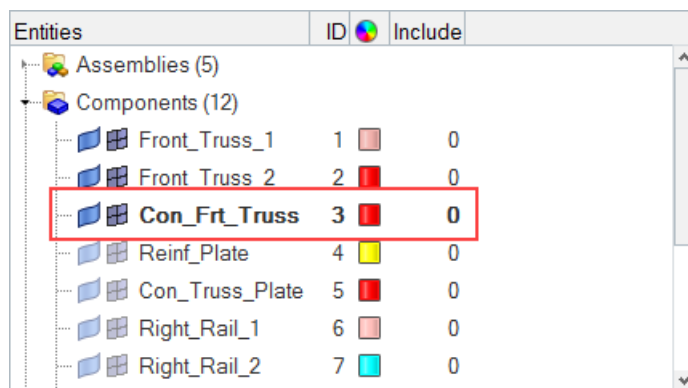 Entities ID Include
Assemblies (5)
Components (12)
Front_Truss_1 1 0
Front_Truss_2 2 0
Con_Frt_Truss 3 0
Reinf_Plate 4 0
Con_Truss_Plate 5 0
Right_Rail_1 6 0
Right_Rail_2 7 0